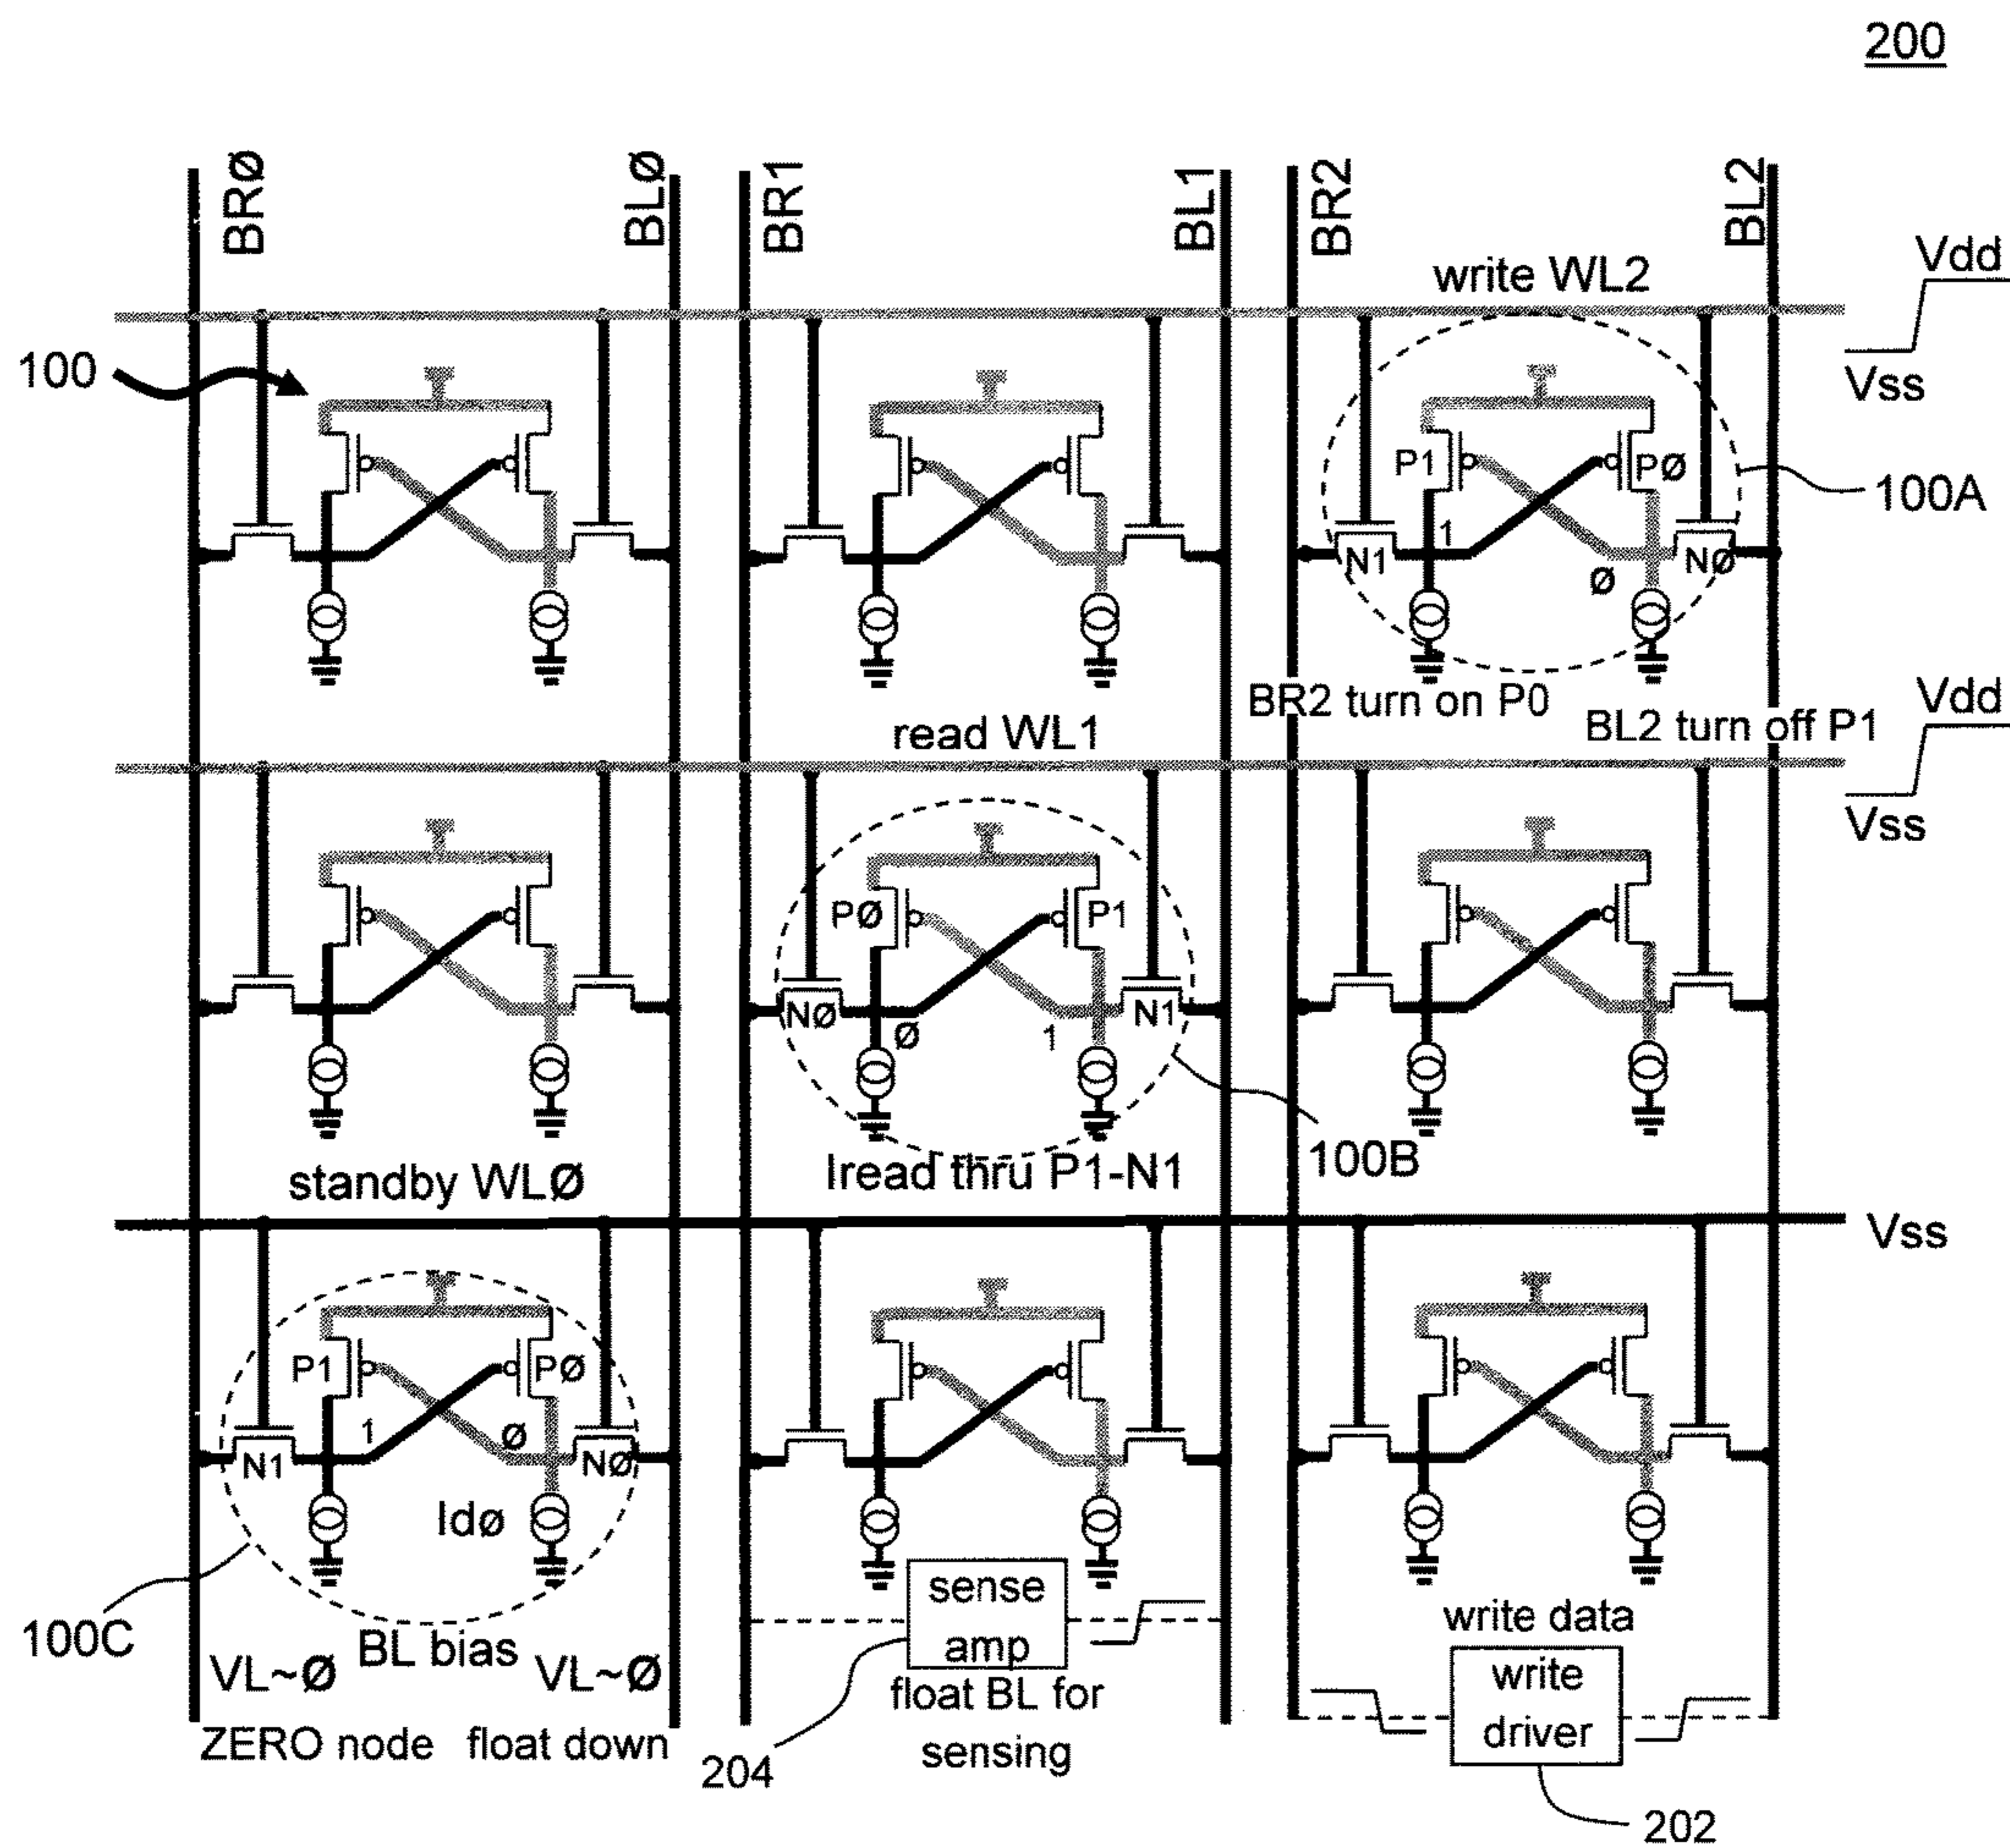 200
BRØ
BLØ
BR1
BL1
BR2
BL2
write WL2
Vdd
Vss
100
P1
PØ
100A
1
N1
Ø
NØ
BR2 turn on P0
BL2 turn off P1
read WL1
Vdd
Vss
PØ
P1
NØ
Ø
1
N1
100B
standby WLØ
Iread thru P1-N1
Vss
P1
PØ
1
Ø
N1
NØ
Idø
100C
BL bias
VL~Ø
VL~Ø
ZERO node float down
sense
amp
float BL for
sensing
204
write data
write
driver
202